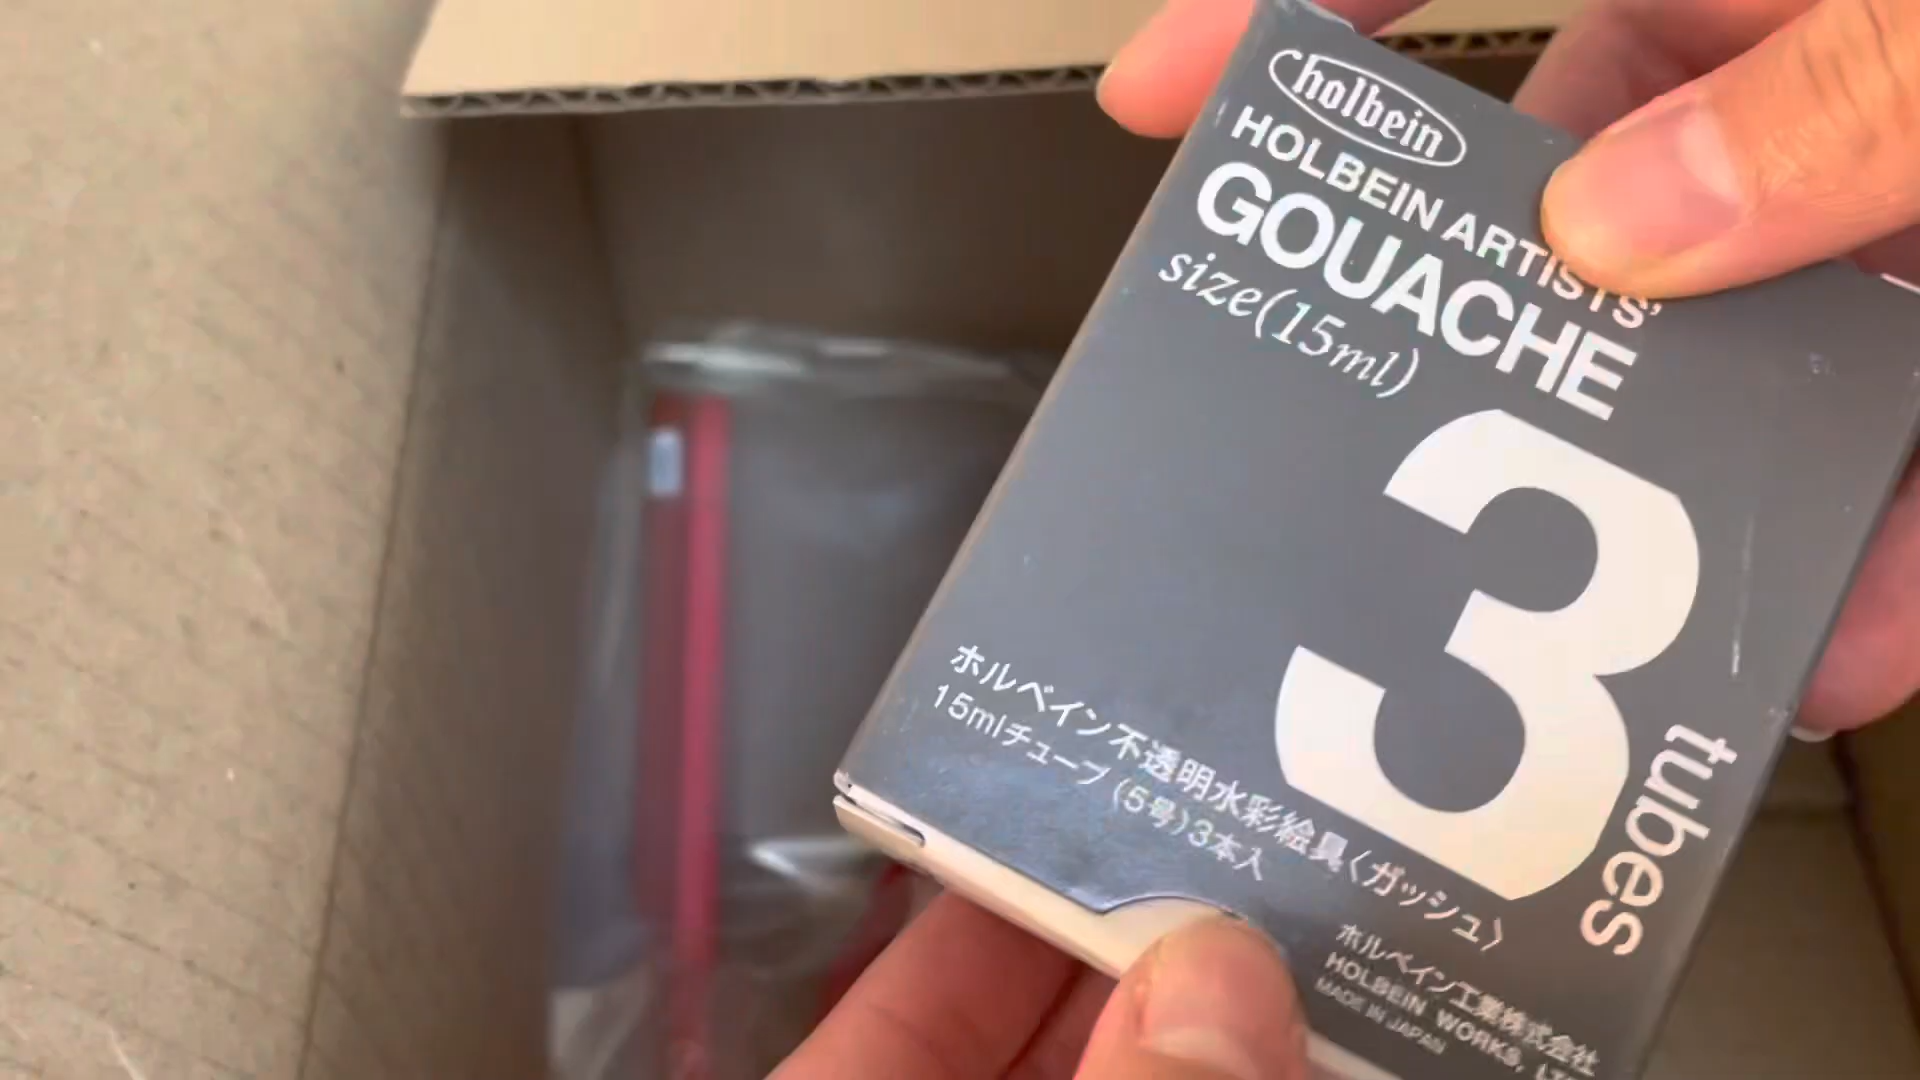 holbein
HOLBEIN ARTISTS'
GOUACHE
size(15ml)
3
tubes
ホルベイン不透明水彩絵具〈ガッシュ〉
15mlチューブ(5号)3本入
ホルベイン工業株式会社
HOLBEIN WORKS,
MADE IN JAPAN